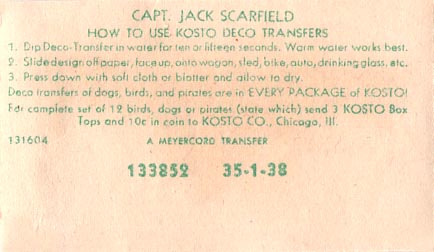 CAPT. JACK SCARFIELD
HOW TO USE KOSTO DECO TRANSFERS
1. Dip Deco-Transfer in water for ten or fifteen seconds. Warm water works best.
2. Slide design off paper, face up, onto wagon, sled, bike, auto, drinking glass, etc.
3. Press down with soft cloth or blotter and allow to dry.
Deco transfers of dogs, birds, and pirates are in EVERY PACKAGE of KOSTO!
For complete set of 12 birds, dogs or pirates (state which) send 3 KOSTO Box
Tops and 10c in coin to KOSTO CO., Chicago, Ill.
131604 A MEYERCORD TRANSFER
133852 35-1-38